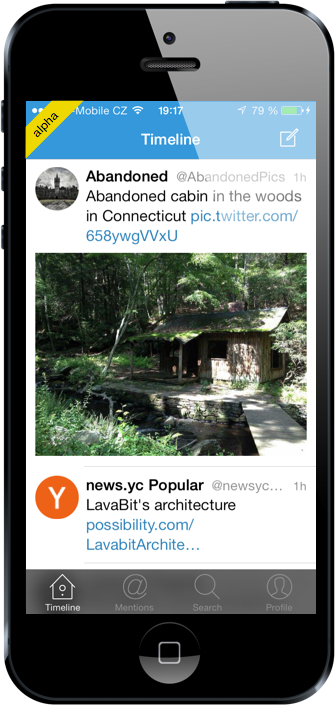 alpha
-Mobile CZ 19:17 79 %
Timeline
Abandoned @AbandonedPics 1h
Abandoned cabin in the woods
in Connecticut pic.twitter.com/
658ywgVVxU
Y
news.yc Popular @newsyc… 1h
LavaBit's architecture
possibility.com/
LavabitArchite…
Timeline Mentions Search Profile